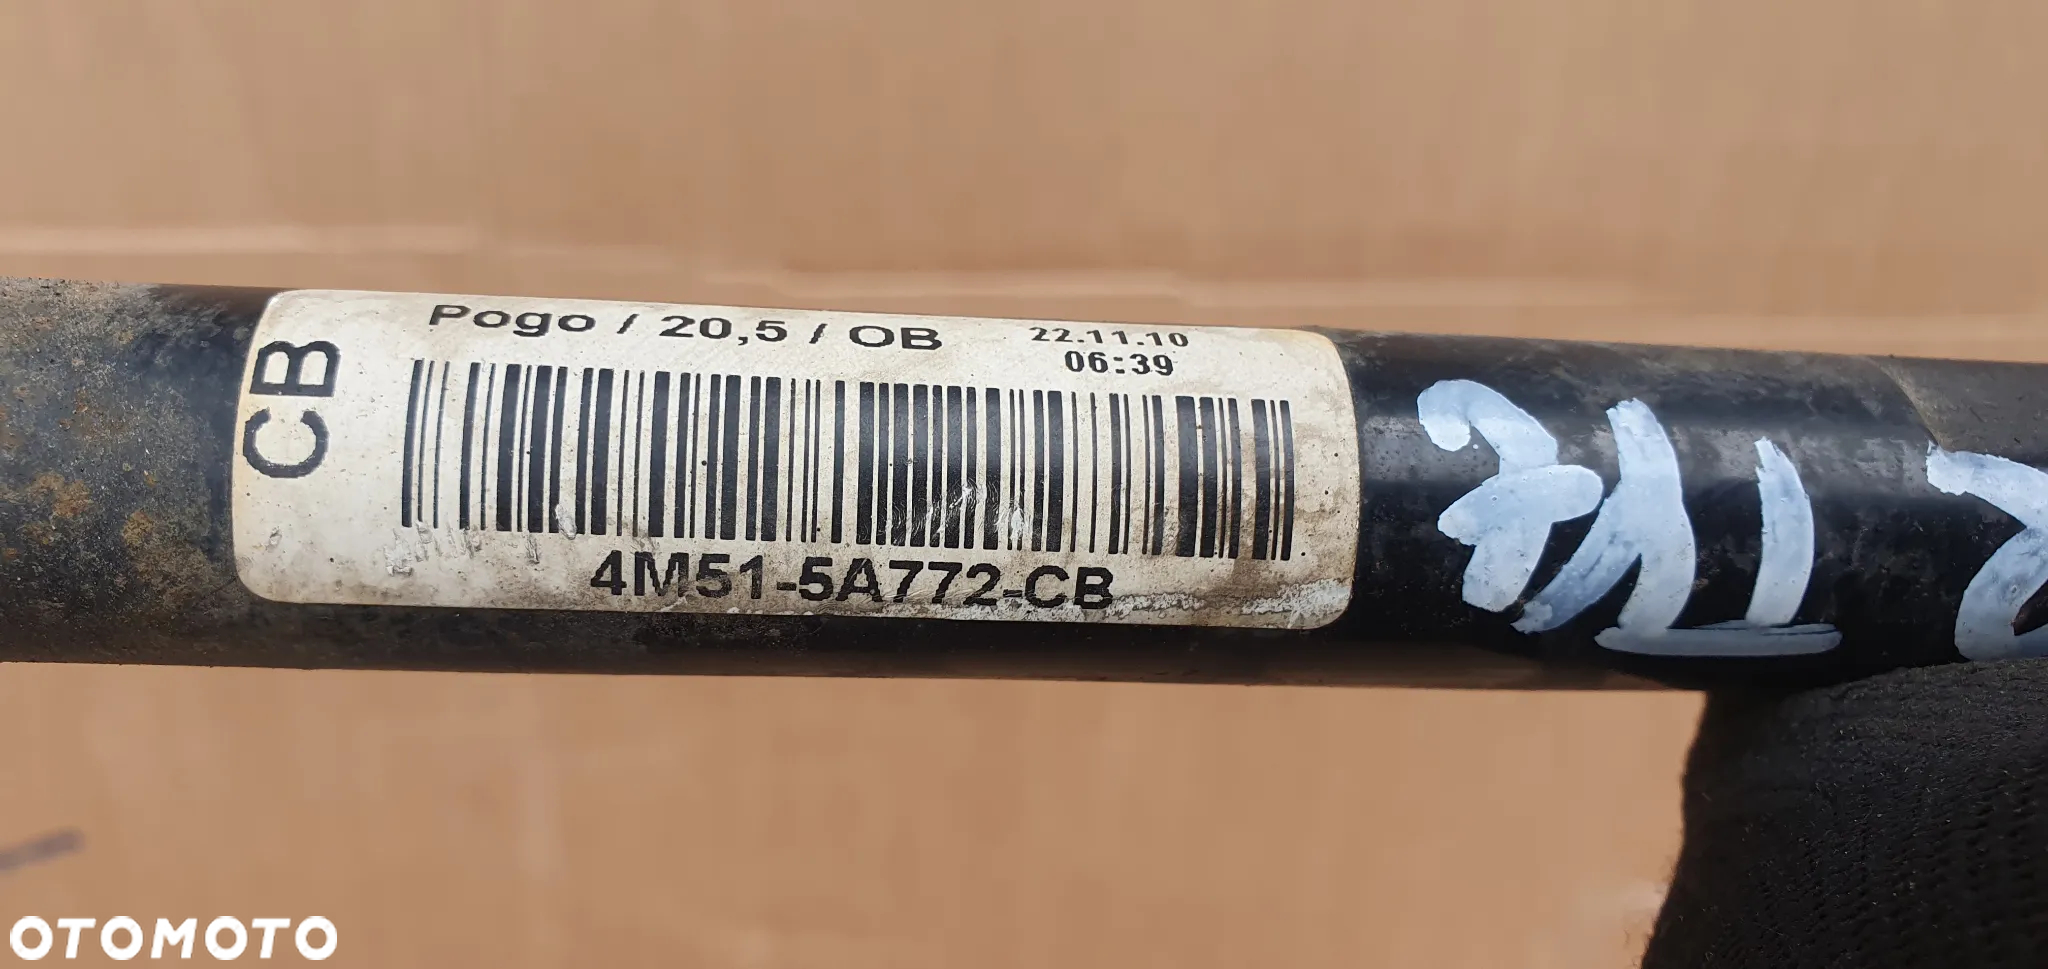 CB
Pogo / 20,5 / OB
22.11.10
06:39
4M51-5A772-CB
OTOMOTO